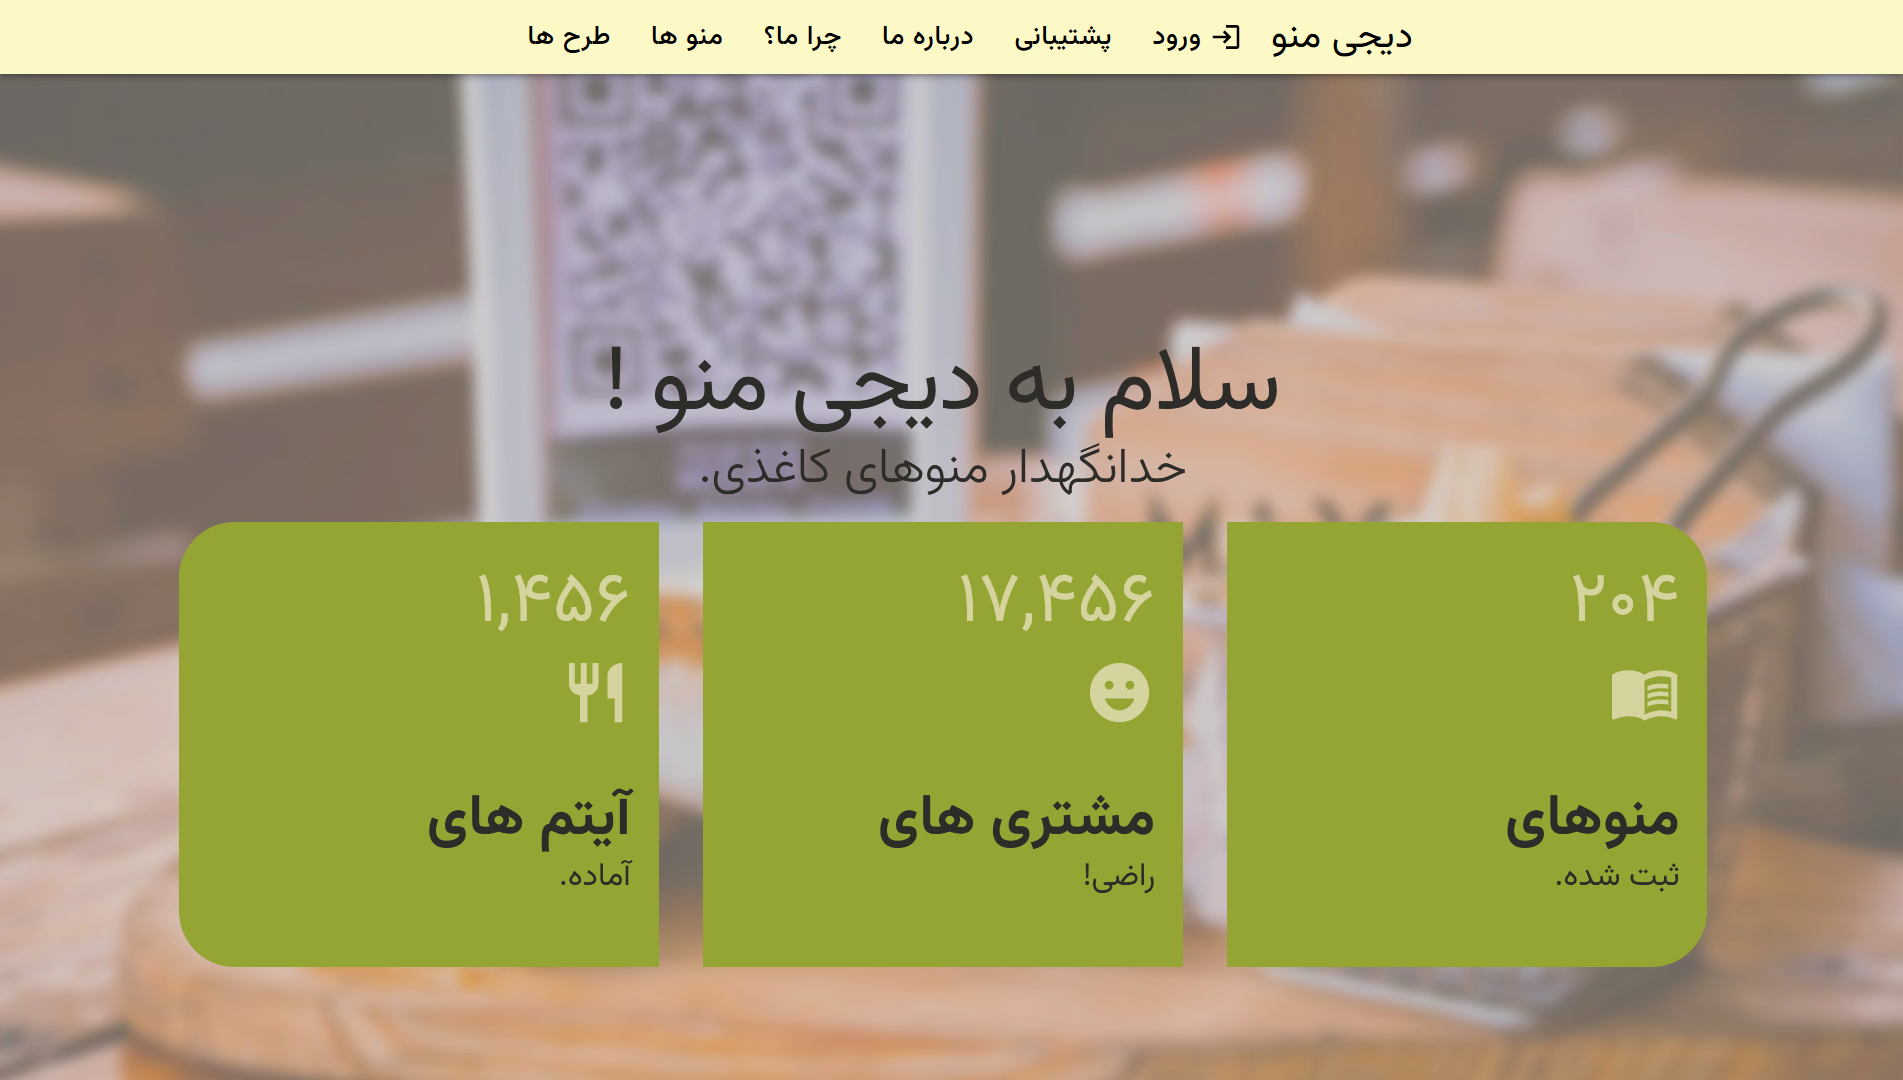 دیجی منو ورود پشتیبانی درباره ما چرا ما؟ منو ها طرح ها
سلام به دیجی منو !
خدانگهدار منوهای کاغذی.
۲۰۴
منوهای
ثبت شده.
۱۷,۴۵۶
مشتری های
راضی!
۱,۴۵۶
آیتم های
آماده.